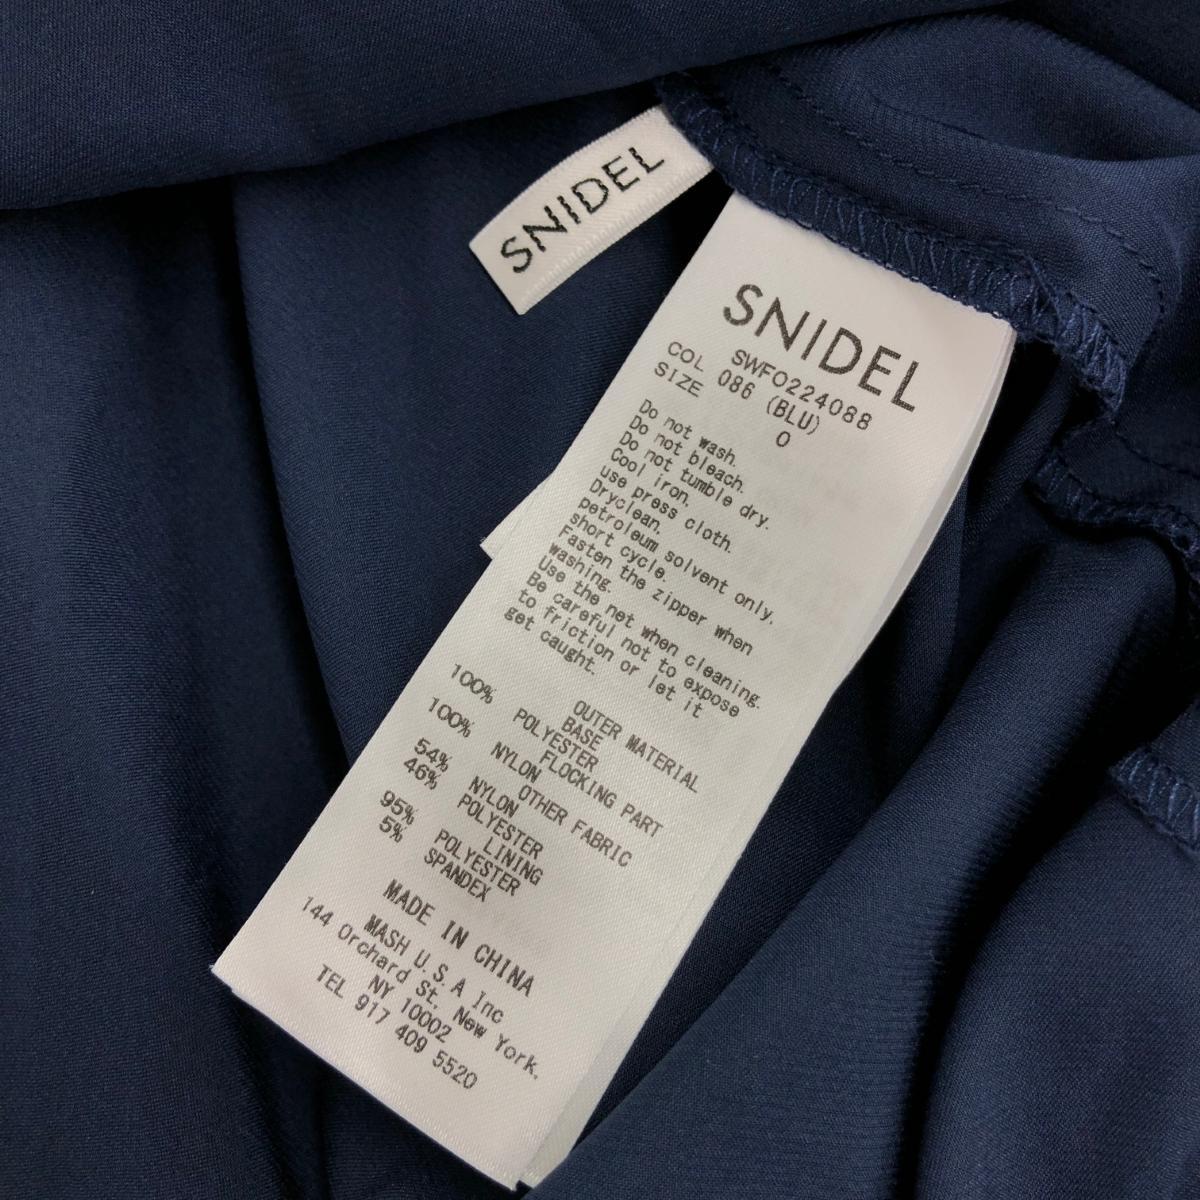 SNIDEL
SNIDEL
SWFO224088
COL 086 (BLU)
SIZE 0
Do not wash.
Do not bleach.
Do not tumble dry.
Cool iron.
use press cloth.
Dryclean.
petroleum solvent only.
short cycle.
Fasten the zipper when
washing.
Use the net when cleaning.
Be careful not to expose
to friction or let it
get caught.
OUTER MATERIAL
BASE
100% POLYESTER
FLOCKING PART
100% NYLON
OTHER FABRIC
54% NYLON
46% POLYESTER
LINING
95% POLYESTER
5% SPANDEX
MADE IN CHINA
MASH U.S.A Inc
144 Orchard St. New York.
NY 10002
TEL 917 409 5520